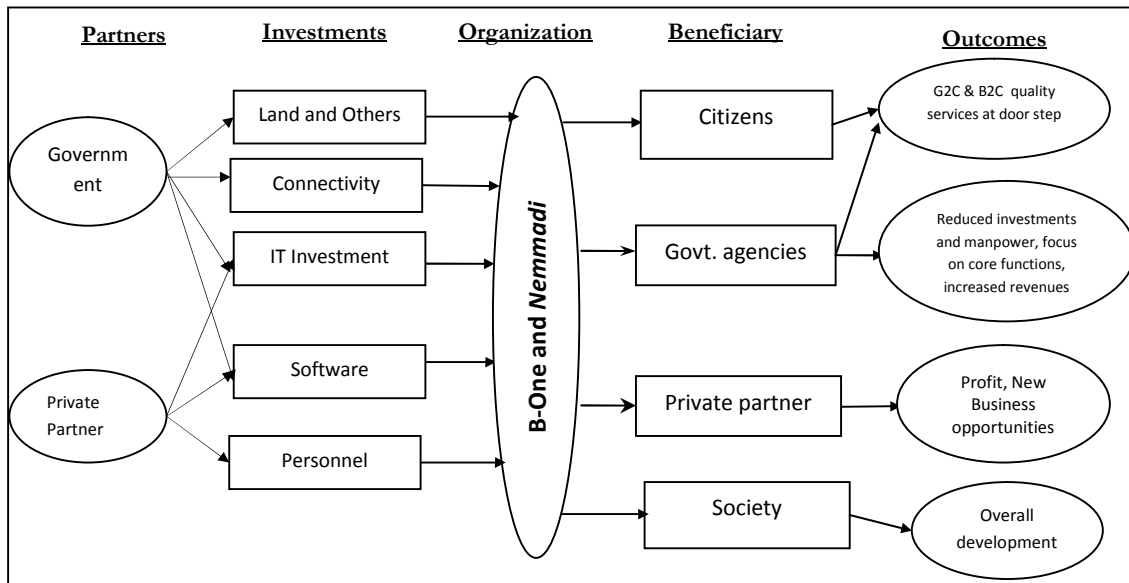 Partners
Investments
Organization
Beneficiary
Outcomes
Governm
ent
Private
Partner
Land and Others
Connectivity
IT Investment
Software
Personnel
B-One and Nemmadi
Citizens
Govt. agencies
Private partner
Society
G2C & B2C quality
services at door step
Reduced investments
and manpower, focus
on core functions,
increased revenues
Profit, New
Business
opportunities
Overall
development